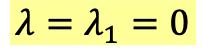 λ = λ₁ = 0